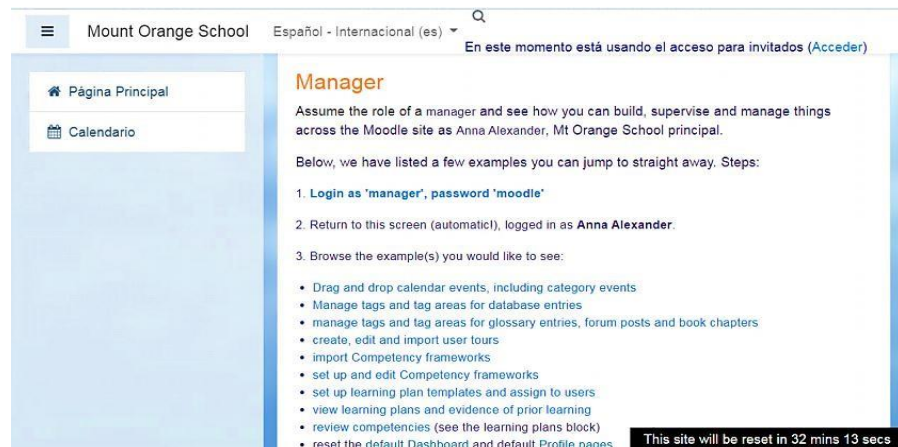 Mount Orange School
Español - Internacional (es)
En este momento está usando el acceso para invitados (Acceder)
Página Principal
Calendario
Manager
Assume the role of a manager and see how you can build, supervise and manage things
across the Moodle site as Anna Alexander, Mt Orange School principal.
Below, we have listed a few examples you can jump to straight away. Steps:
1. Login as 'manager', password 'moodle'
2. Return to this screen (automatic!), logged in as Anna Alexander.
3. Browse the example(s) you would like to see:
• Drag and drop calendar events, including category events
• Manage tags and tag areas for database entries
• manage tags and tag areas for glossary entries, forum posts and book chapters
• create, edit and import user tours
• import Competency frameworks
• set up and edit Competency frameworks
• set up learning plan templates and assign to users
• view learning plans and evidence of prior learning
• review competencies (see the learning plans block)
• reset the default Dashboard and default Profile pages
This site will be reset in 32 mins 13 secs